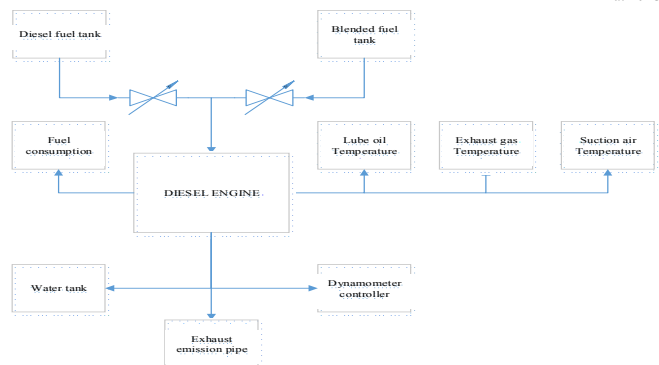 Diesel fuel tank
Blended fuel
tank
Fuel
consumption
Lube oil
Temperature
Exhaust gas
Temperature
Suction air
Temperature
DIESEL ENGINE
Water tank
Dynamometer
controller
Exhaust
emission pipe